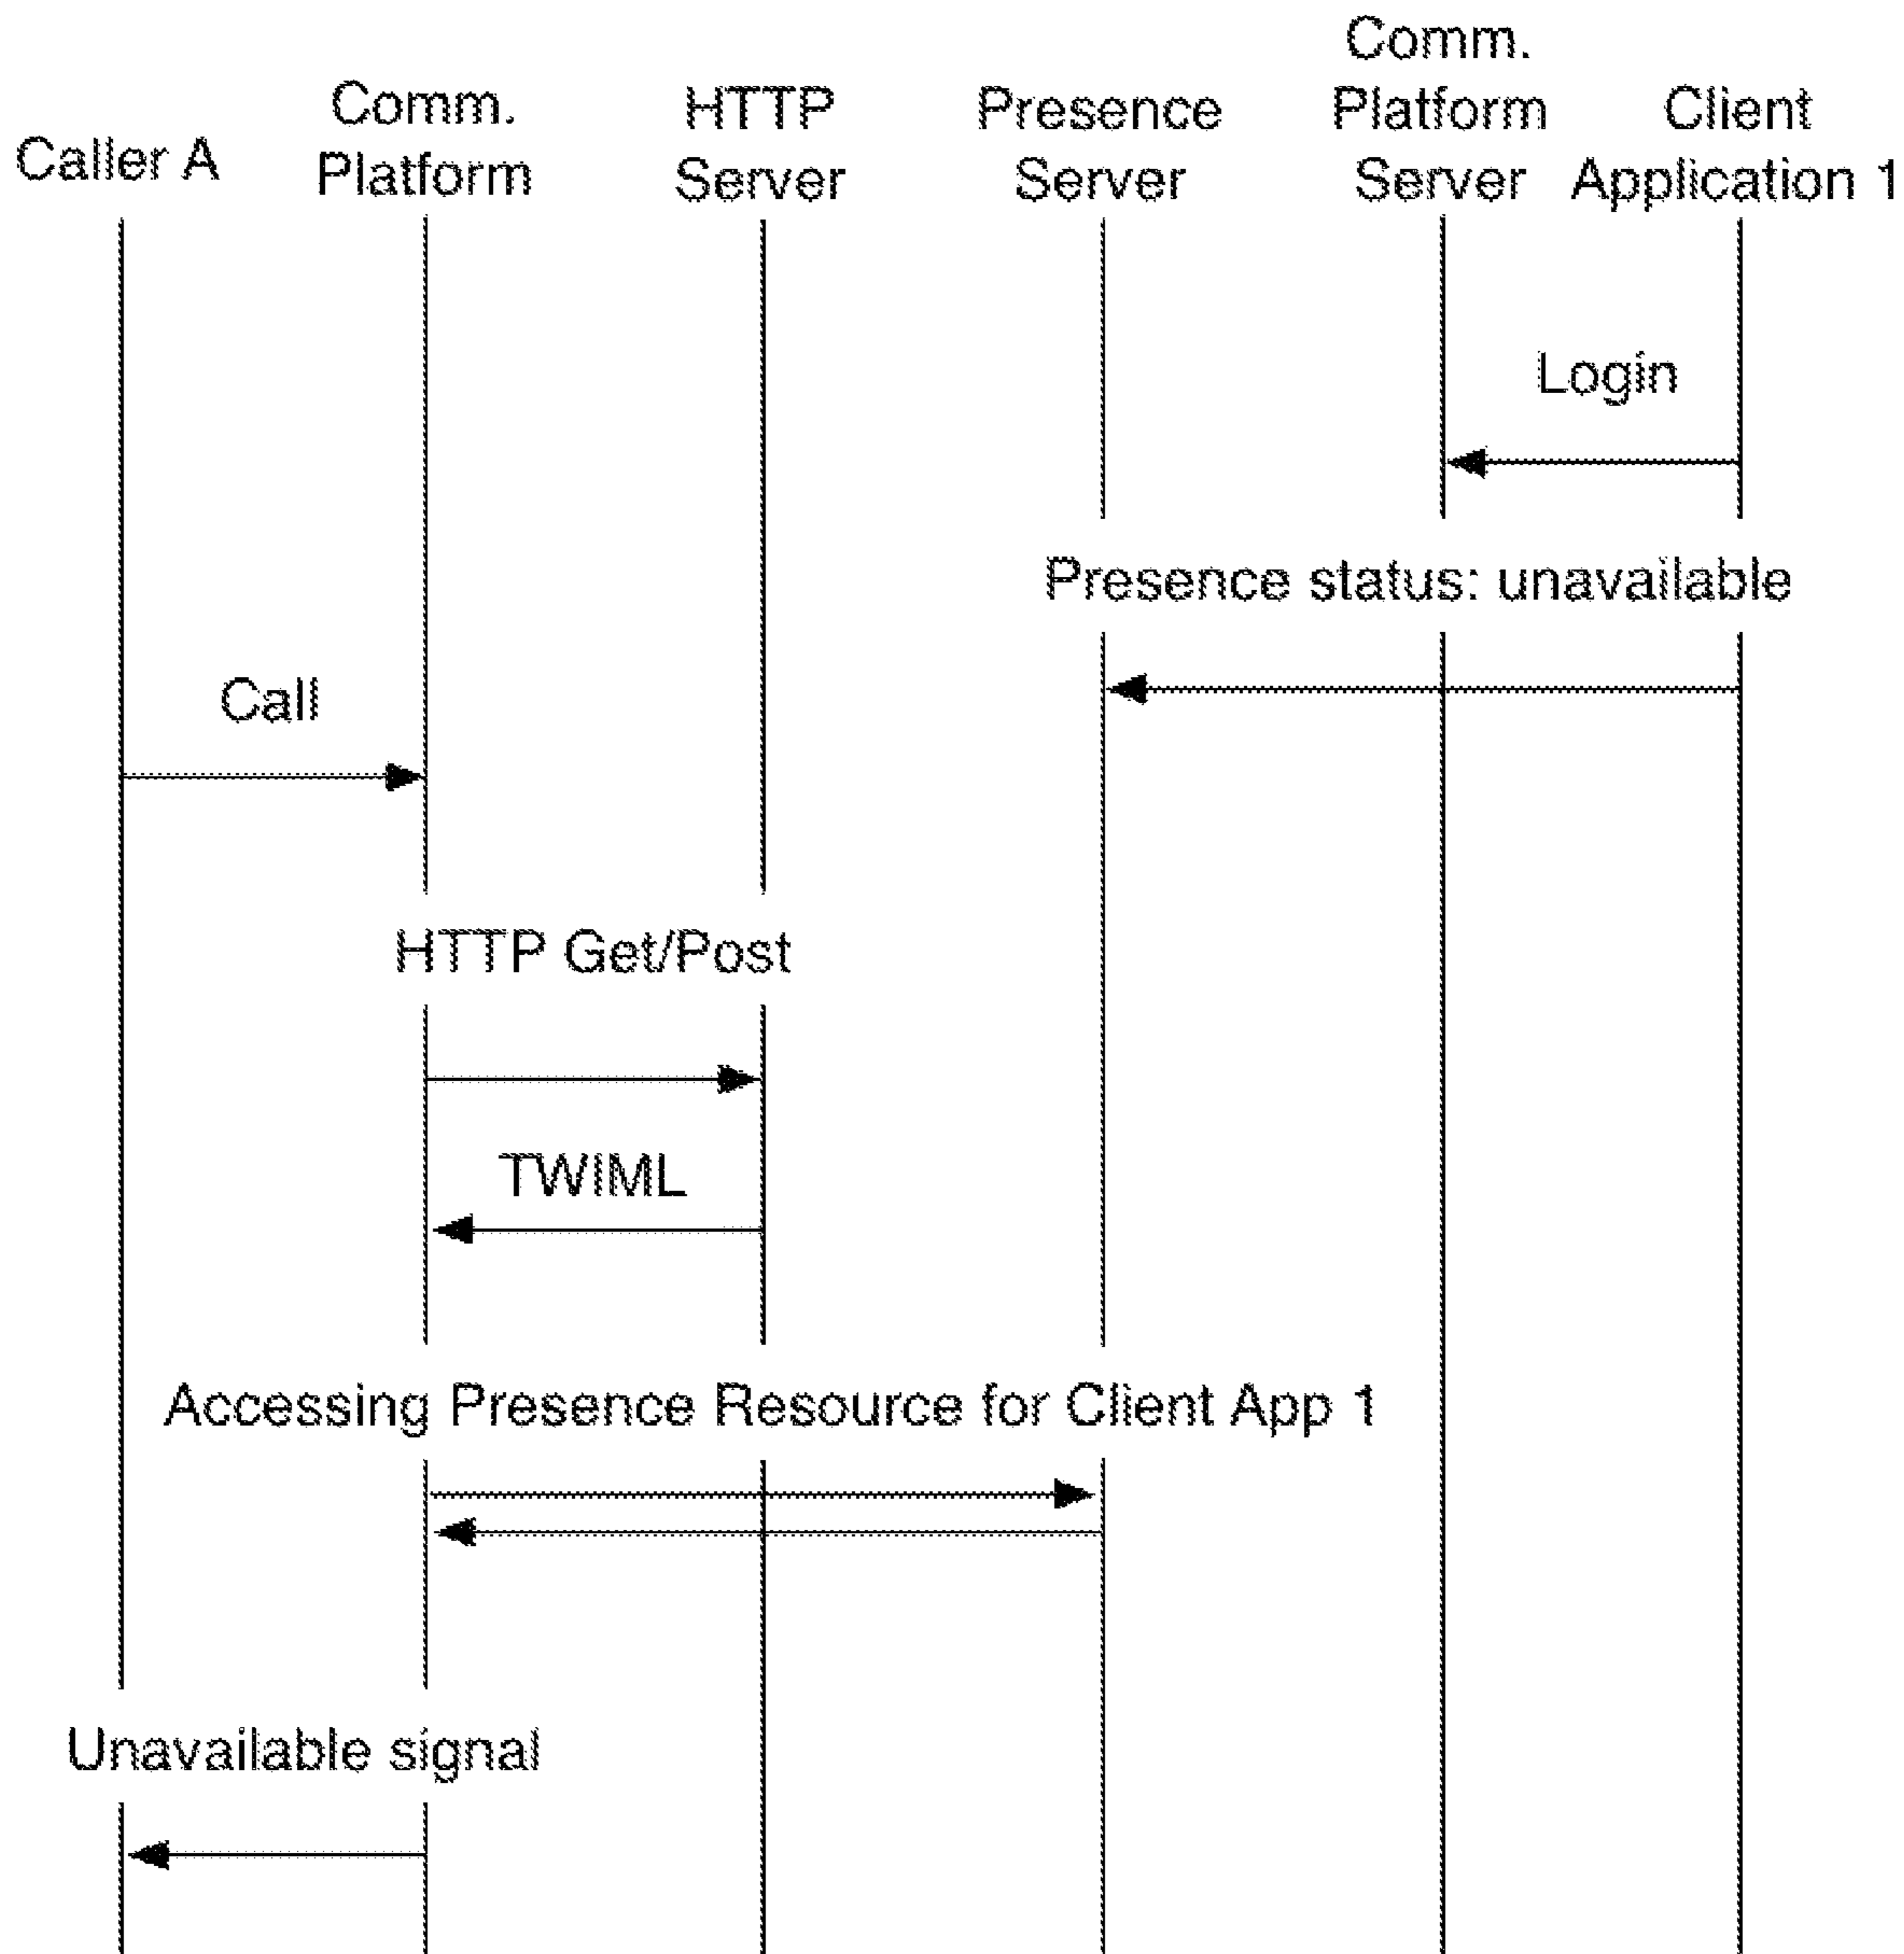 Caller A
Comm.
Platform
HTTP
Server
Presence
Server
Comm.
Platform
Server
Client
Application 1
Login
Presence status: unavailable
Call
HTTP Get/Post
TWIML
Accessing Presence Resource for Client App 1
Unavailable signal